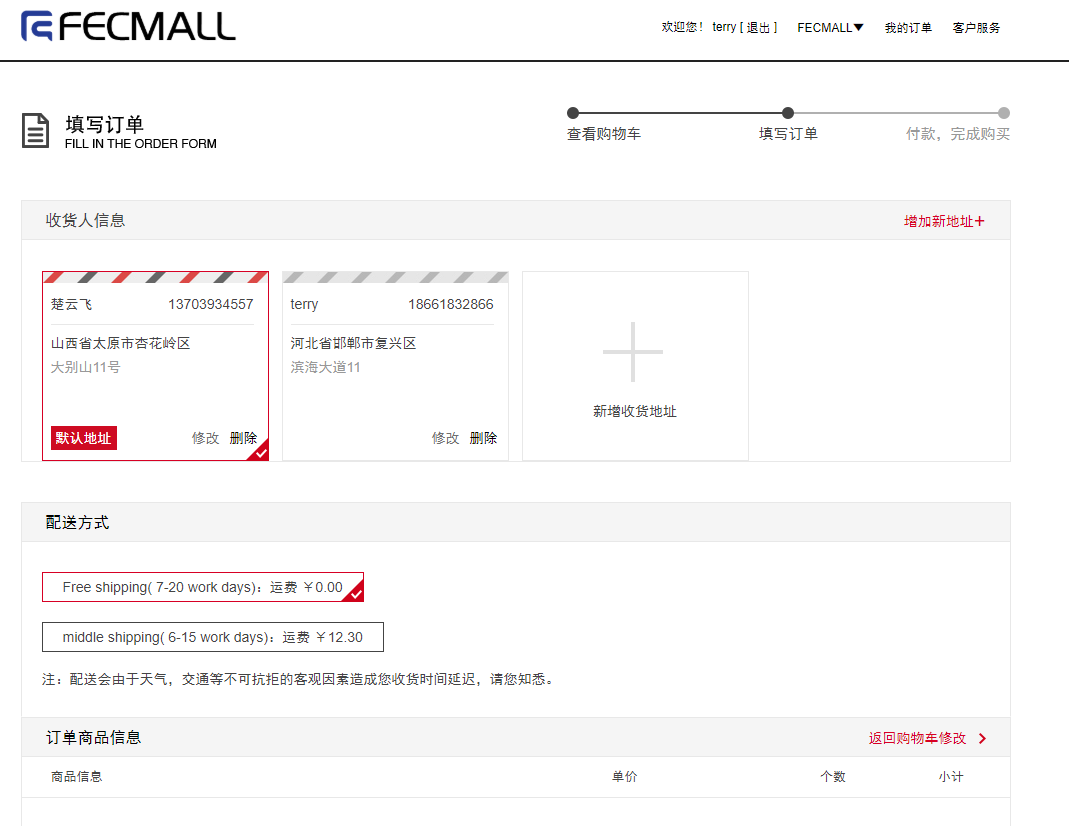 FECMALL
欢迎您！ terry [ 退出 ] FECMALL▼ 我的订单 客户服务
填写订单
FILL IN THE ORDER FORM
查看购物车 填写订单 付款，完成购买
收货人信息 增加新地址+
楚云飞 13703934557
山西省太原市杏花岭区
大别山11号
默认地址 修改 删除
terry 18661832866
河北省邯郸市复兴区
滨海大道11
修改 删除
新增收货地址
配送方式
Free shipping( 7-20 work days)：运费 ￥0.00
middle shipping( 6-15 work days)：运费 ￥12.30
注：配送会由于天气，交通等不可抗拒的客观因素造成您收货时间延迟，请您知悉。
订单商品信息 返回购物车修改 >
商品信息 单价 个数 小计